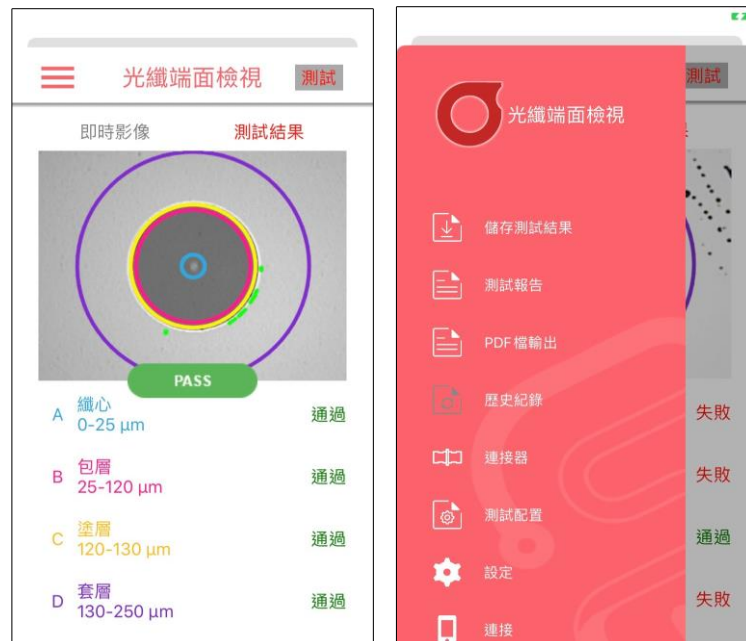 光纖端面檢視
測試
即時影像
測試結果
PASS
A 纖心
0-25 μm
通過
B 包層
25-120 μm
通過
C 塗層
120-130 μm
通過
D 套層
130-250 μm
通過
光纖端面檢視
測試
儲存測試結果
測試報告
PDF檔輸出
歷史紀錄
連接器
測試配置
設定
連接
果
失敗
失敗
通過
失敗